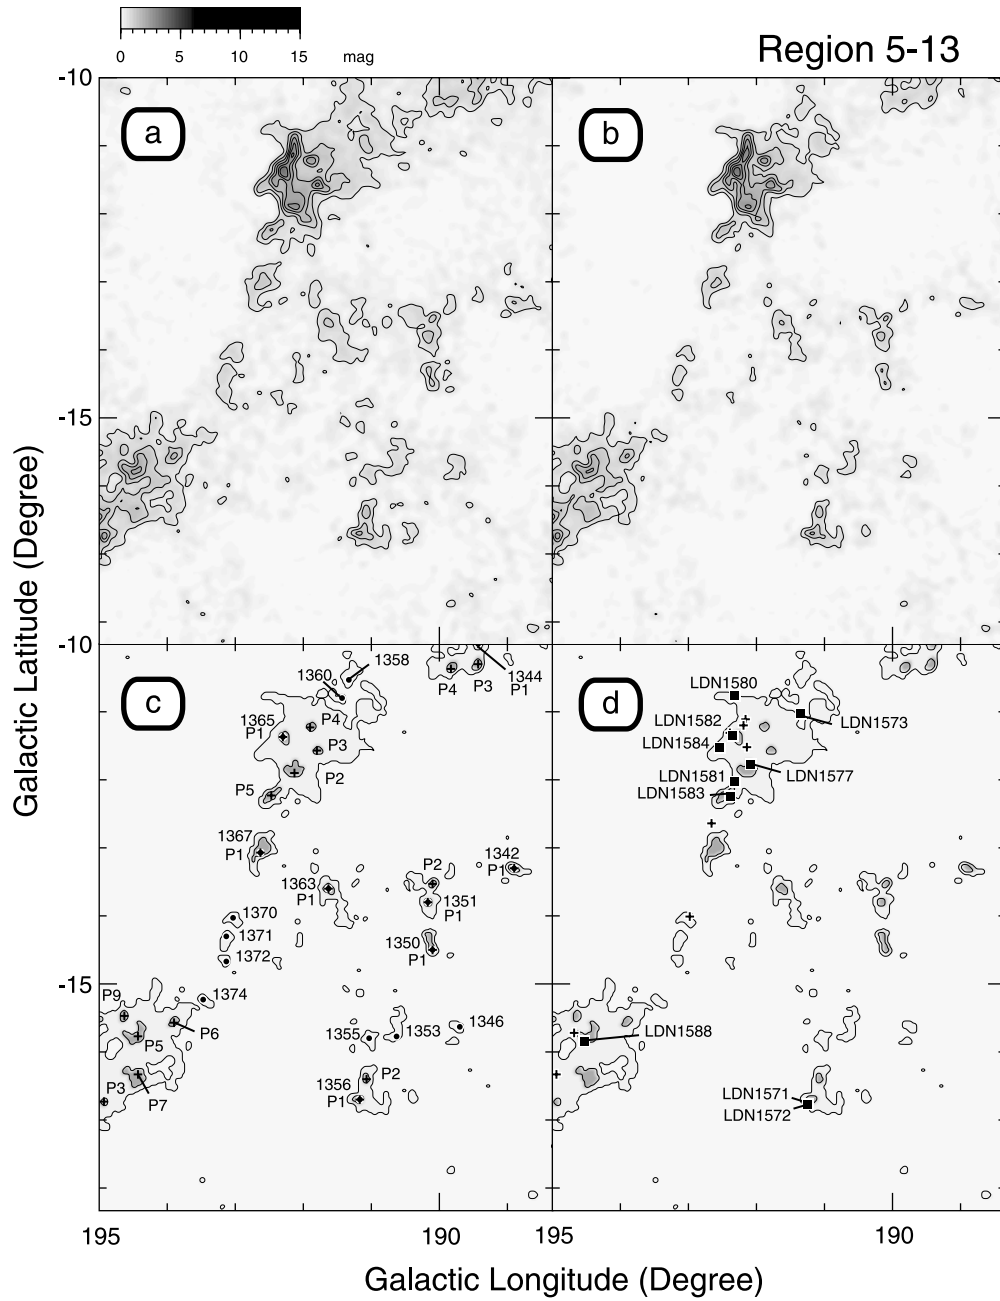 0 5 10 15 mag
Region 5-13
-10
a
b
-15
Galactic Latitude (Degree)
-10
c
d
1360
1358
1344
P1
P4
P3
1365
P1
P4
P3
P2
P5
1367
P1
1363
P1
P2
1342
P1
1351
P1
1350
P1
1370
1371
1372
1374
P9
P5
P6
P3
P7
1355
1353
1346
1356
P1
P2
LDN1580
LDN1573
LDN1582
LDN1584
LDN1577
LDN1581
LDN1583
LDN1588
LDN1571
LDN1572
-15
195 190 195 190
Galactic Longitude (Degree)